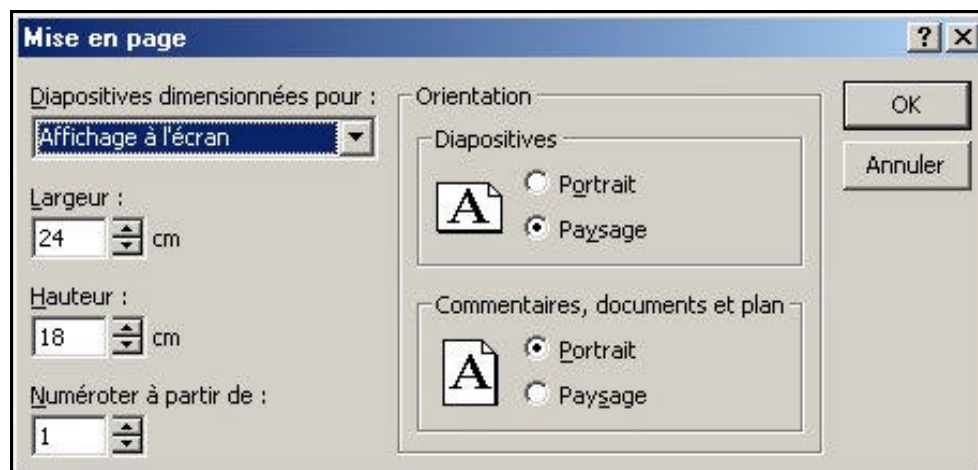 Mise en page
Diapositives dimensionnées pour :
Affichage à l'écran
Largeur :
24 cm
Hauteur :
18 cm
Numéroter à partir de :
1
Orientation
Diapositives
A
Portrait
Paysage
Commentaires, documents et plan
A
Portrait
Paysage
?
OK
Annuler